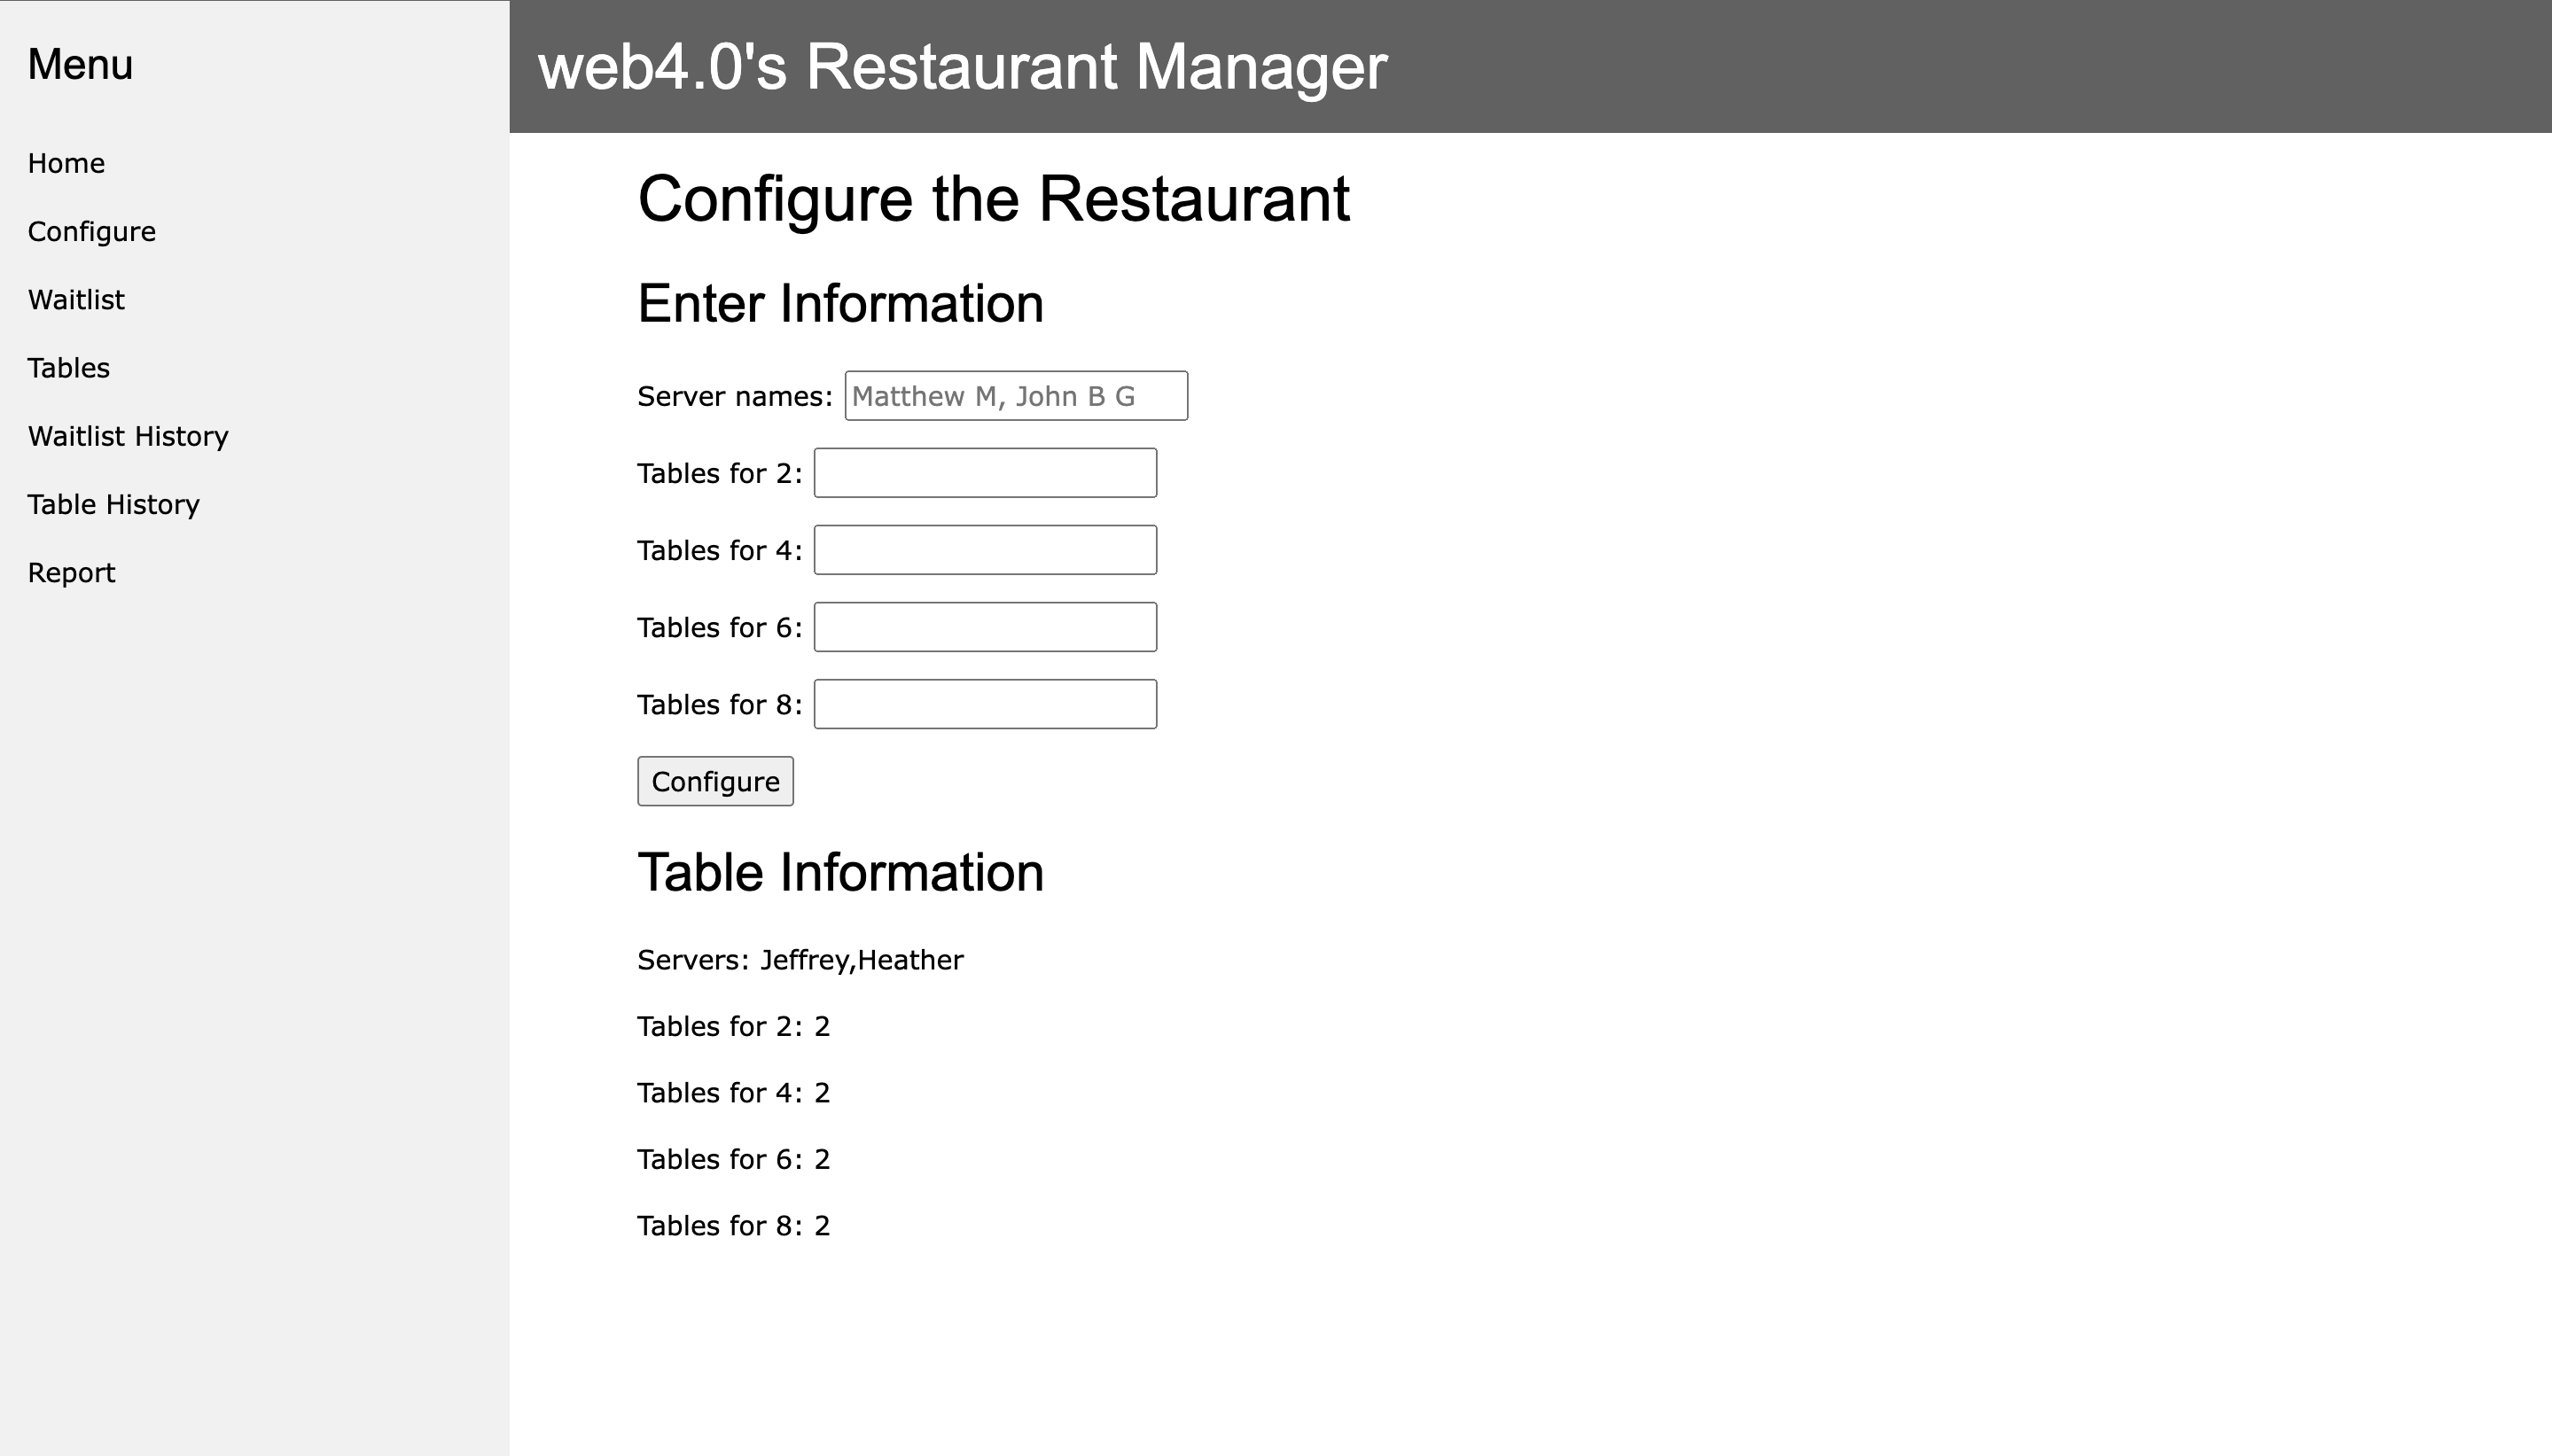 Menu
Home
Configure
Waitlist
Tables
Waitlist History
Table History
Report
web4.0's Restaurant Manager
Configure the Restaurant
Enter Information
Server names: Matthew M, John B G
Tables for 2:
Tables for 4:
Tables for 6:
Tables for 8:
Configure
Table Information
Servers: Jeffrey,Heather
Tables for 2: 2
Tables for 4: 2
Tables for 6: 2
Tables for 8: 2